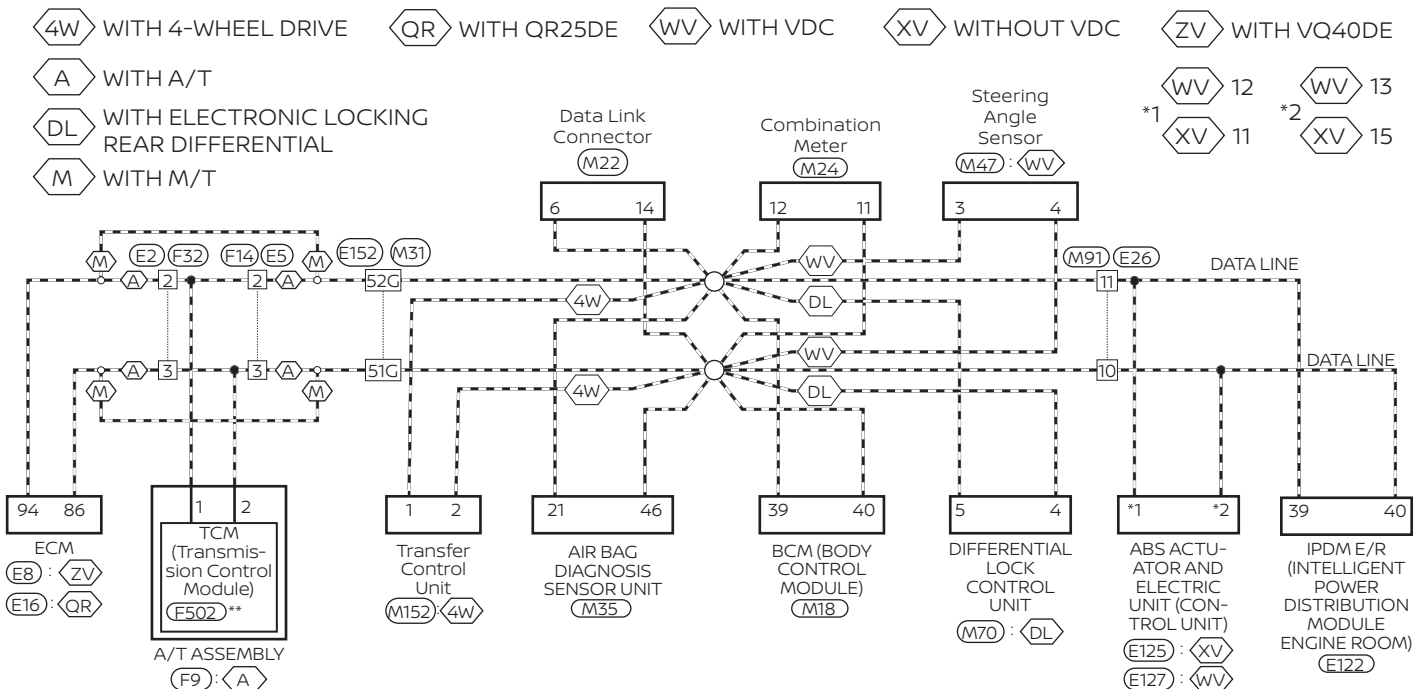 4W WITH 4-WHEEL DRIVE
QR WITH QR25DE
WV WITH VDC
XV WITHOUT VDC
ZV WITH VQ40DE
A WITH A/T
DL WITH ELECTRONIC LOCKING
REAR DIFFERENTIAL
M WITH M/T
*1
WV 12
XV 11
*2
WV 13
XV 15
Data Link
Connector
M22
6 14
Combination
Meter
M24
12 11
Steering
Angle
Sensor
M47 : WV
3 4
M E2 F32 F14 E5 M E152 M31
A 2 2 A 52G
WV
4W
DL
M91 E26
11
DATA LINE
A 3 3 A 51G
M M
WV
4W
DL
10
DATA LINE
94 86
ECM
E8 : ZV
E16 : QR
1 2
TCM
(Transmis-
sion Control
Module)
F502 **
A/T ASSEMBLY
F9 : A
1 2
Transfer
Control
Unit
M152 : 4W
21 46
AIR BAG
DIAGNOSIS
SENSOR UNIT
M35
39 40
BCM (BODY
CONTROL
MODULE)
M18
5 4
DIFFERENTIAL
LOCK
CONTROL
UNIT
M70 : DL
*1 *2
ABS ACTU-
ATOR AND
ELECTRIC
UNIT (CON-
TROL UNIT)
E125 : XV
E127 : WV
39 40
IPDM E/R
(INTELLIGENT
POWER
DISTRIBUTION
MODULE
ENGINE ROOM)
E122